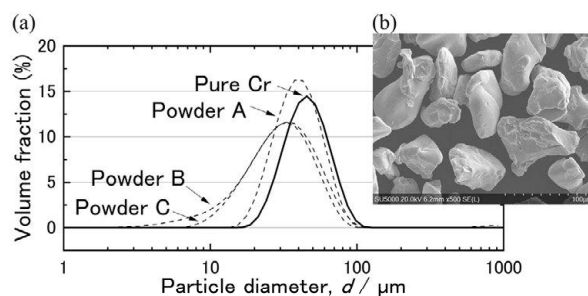 (a)
(b)
20
15
10
5
0
Volume fraction (%)
Pure Cr
Powder A
Powder B
Powder C
1
10
100
1000
Particle diameter, d / μm
SU5000 20.0kV 6.2mm x500 SE(L)
100μ